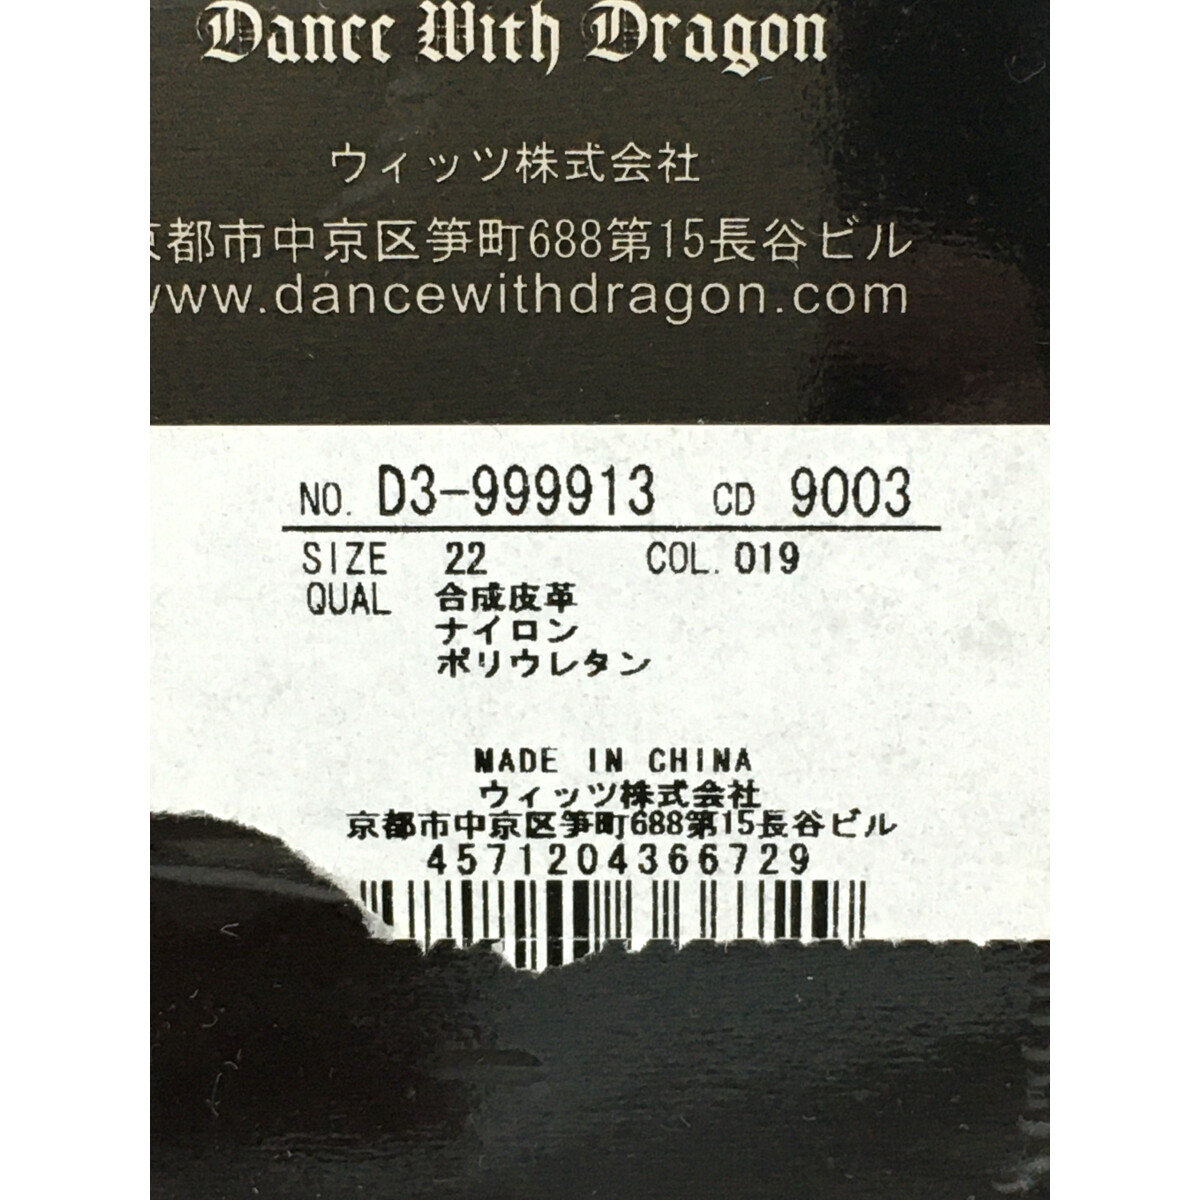 Dance With Dragon
ウィッツ株式会社
京都市中京区笋町688第15長谷ビル
www.dancewithdragon.com
NO. D3-999913 CD 9003
SIZE 22 COL. 019
QUAL 合成皮革
ナイロン
ポリウレタン
MADE IN CHINA
ウィッツ株式会社
京都市中京区笋町688第15長谷ビル
4571204366729